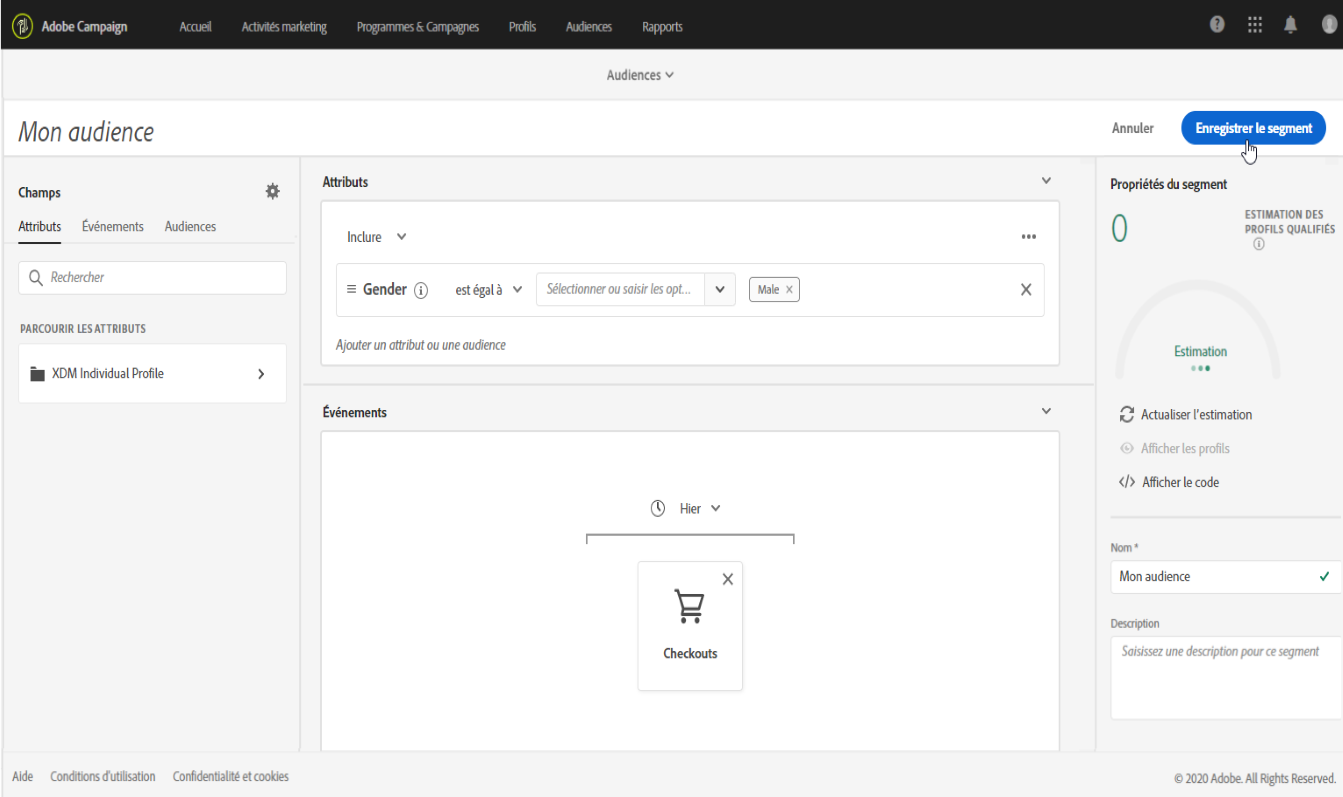 Adobe Campaign Accueil Activités marketing Programmes & Campagnes Profils Audiences Rapports
Audiences
Mon audience
Annuler Enregistrer le segment
Champs
Attributs Événements Audiences
Rechercher
PARCOURIR LES ATTRIBUTS
XDM Individual Profile
Attributs
Inclure
Gender est égal à Sélectionner ou saisir les opt... Male
Ajouter un attribut ou une audience
Événements
Hier
Checkouts
Propriétés du segment
0
ESTIMATION DES
PROFILS QUALIFIÉS
Estimation
Actualiser l'estimation
Afficher les profils
</> Afficher le code
Nom *
Mon audience
Description
Saisissez une description pour ce segment
Aide Conditions d'utilisation Confidentialité et cookies
© 2020 Adobe. All Rights Reserved.